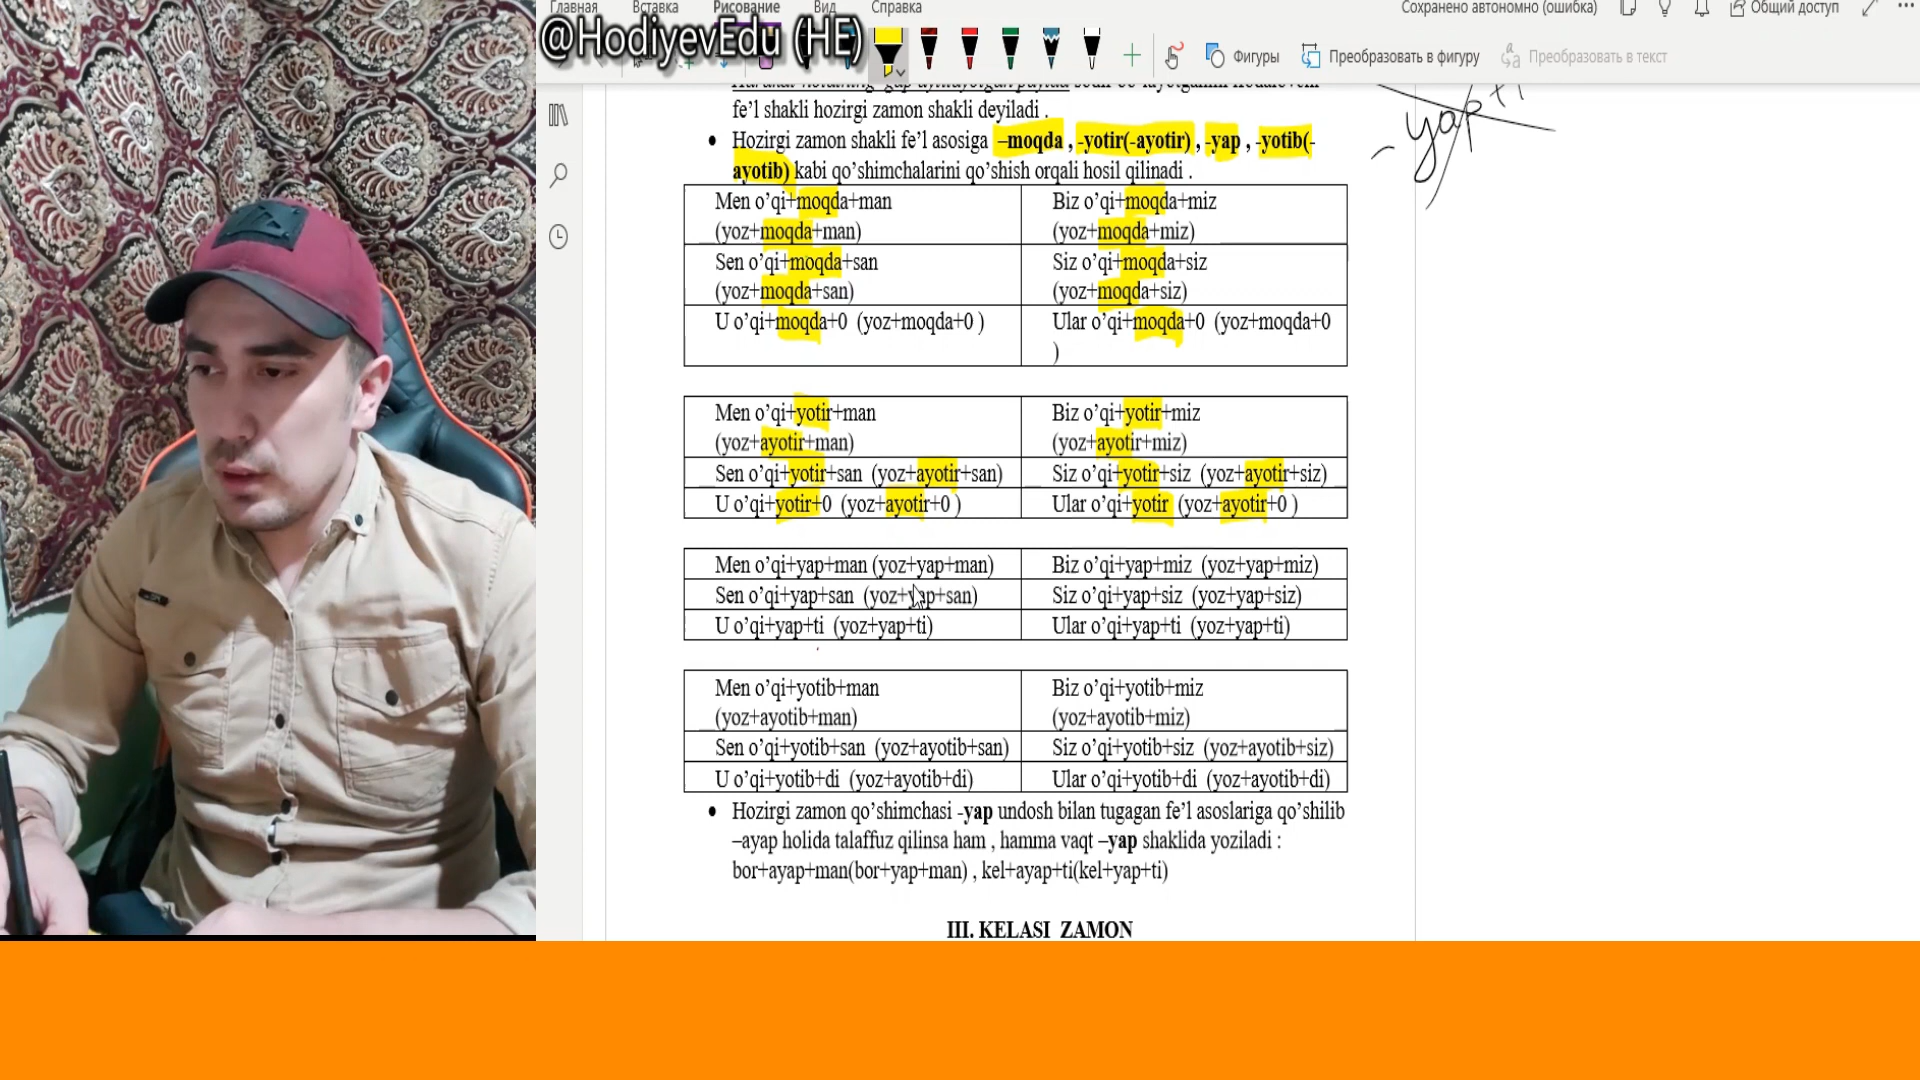 Главная Вставка Рисование Вид Справка Сохранено автономно (ошибка) Общий доступ
@HodiyevEdu (HE)
Фигуры Преобразовать в фигуру Преобразовать в текст
fe’l shakli hozirgi zamon shakli deyiladi .
-yap+ti
• Hozirgi zamon shakli fe’l asosiga –moqda , -yotir(-ayotir) , -yap , -yotib(-
ayotib) kabi qo’shimchalarini qo’shish orqali hosil qilinadi .
Men o’qi+moqda+man
(yoz+moqda+man)
Biz o’qi+moqda+miz
(yoz+moqda+miz)
Sen o’qi+moqda+san
(yoz+moqda+san)
Siz o’qi+moqda+siz
(yoz+moqda+siz)
U o’qi+moqda+0 (yoz+moqda+0 )
Ular o’qi+moqda+0 (yoz+moqda+0
)
Men o’qi+yotir+man
(yoz+ayotir+man)
Biz o’qi+yotir+miz
(yoz+ayotir+miz)
Sen o’qi+yotir+san (yoz+ayotir+san)
Siz o’qi+yotir+siz (yoz+ayotir+siz)
U o’qi+yotir+0 (yoz+ayotir+0 )
Ular o’qi+yotir (yoz+ayotir+0 )
Men o’qi+yap+man (yoz+yap+man)
Biz o’qi+yap+miz (yoz+yap+miz)
Sen o’qi+yap+san (yoz+yap+san)
Siz o’qi+yap+siz (yoz+yap+siz)
U o’qi+yap+ti (yoz+yap+ti)
Ular o’qi+yap+ti (yoz+yap+ti)
Men o’qi+yotib+man
(yoz+ayotib+man)
Biz o’qi+yotib+miz
(yoz+ayotib+miz)
Sen o’qi+yotib+san (yoz+ayotib+san)
Siz o’qi+yotib+siz (yoz+ayotib+siz)
U o’qi+yotib+di (yoz+ayotib+di)
Ular o’qi+yotib+di (yoz+ayotib+di)
• Hozirgi zamon qo’shimchasi -yap undosh bilan tugagan fe’l asoslariga qo’shilib
–ayap holida talaffuz qilinsa ham , hamma vaqt –yap shaklida yoziladi :
bor+ayap+man(bor+yap+man) , kel+ayap+ti(kel+yap+ti)
III. KELASI ZAMON